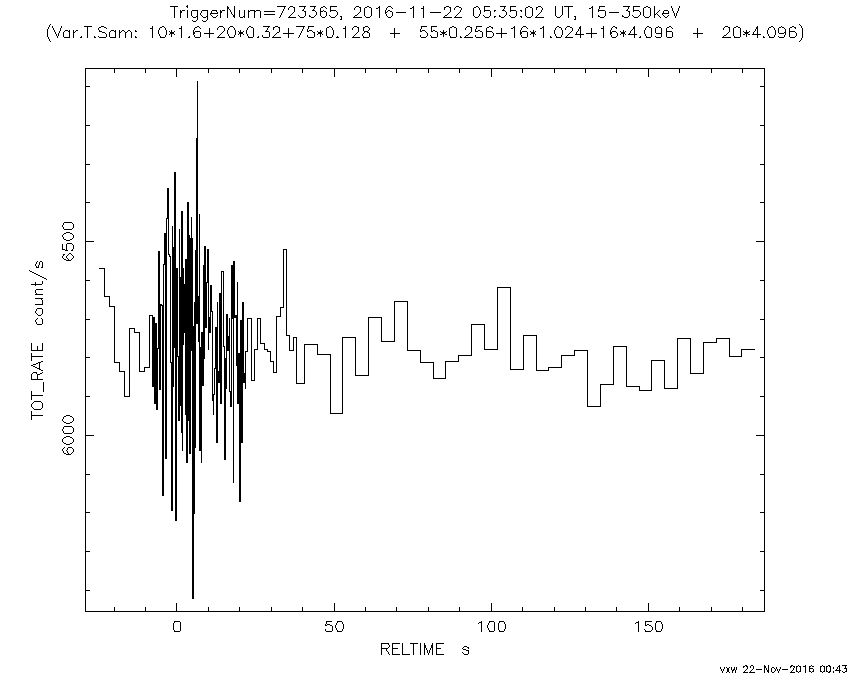 TriggerNum=723365, 2016-11-22 05:35:02 UT, 15-350keV
(Var.T.Sam: 10*1.6+20*0.32+75*0.128 + 55*0.256+16*1.024+16*4.096 + 20*4.096)
6500
6000
TOT_RATE count/s
0 50 100 150
RELTIME s
vxw 22-Nov-2016 00:43